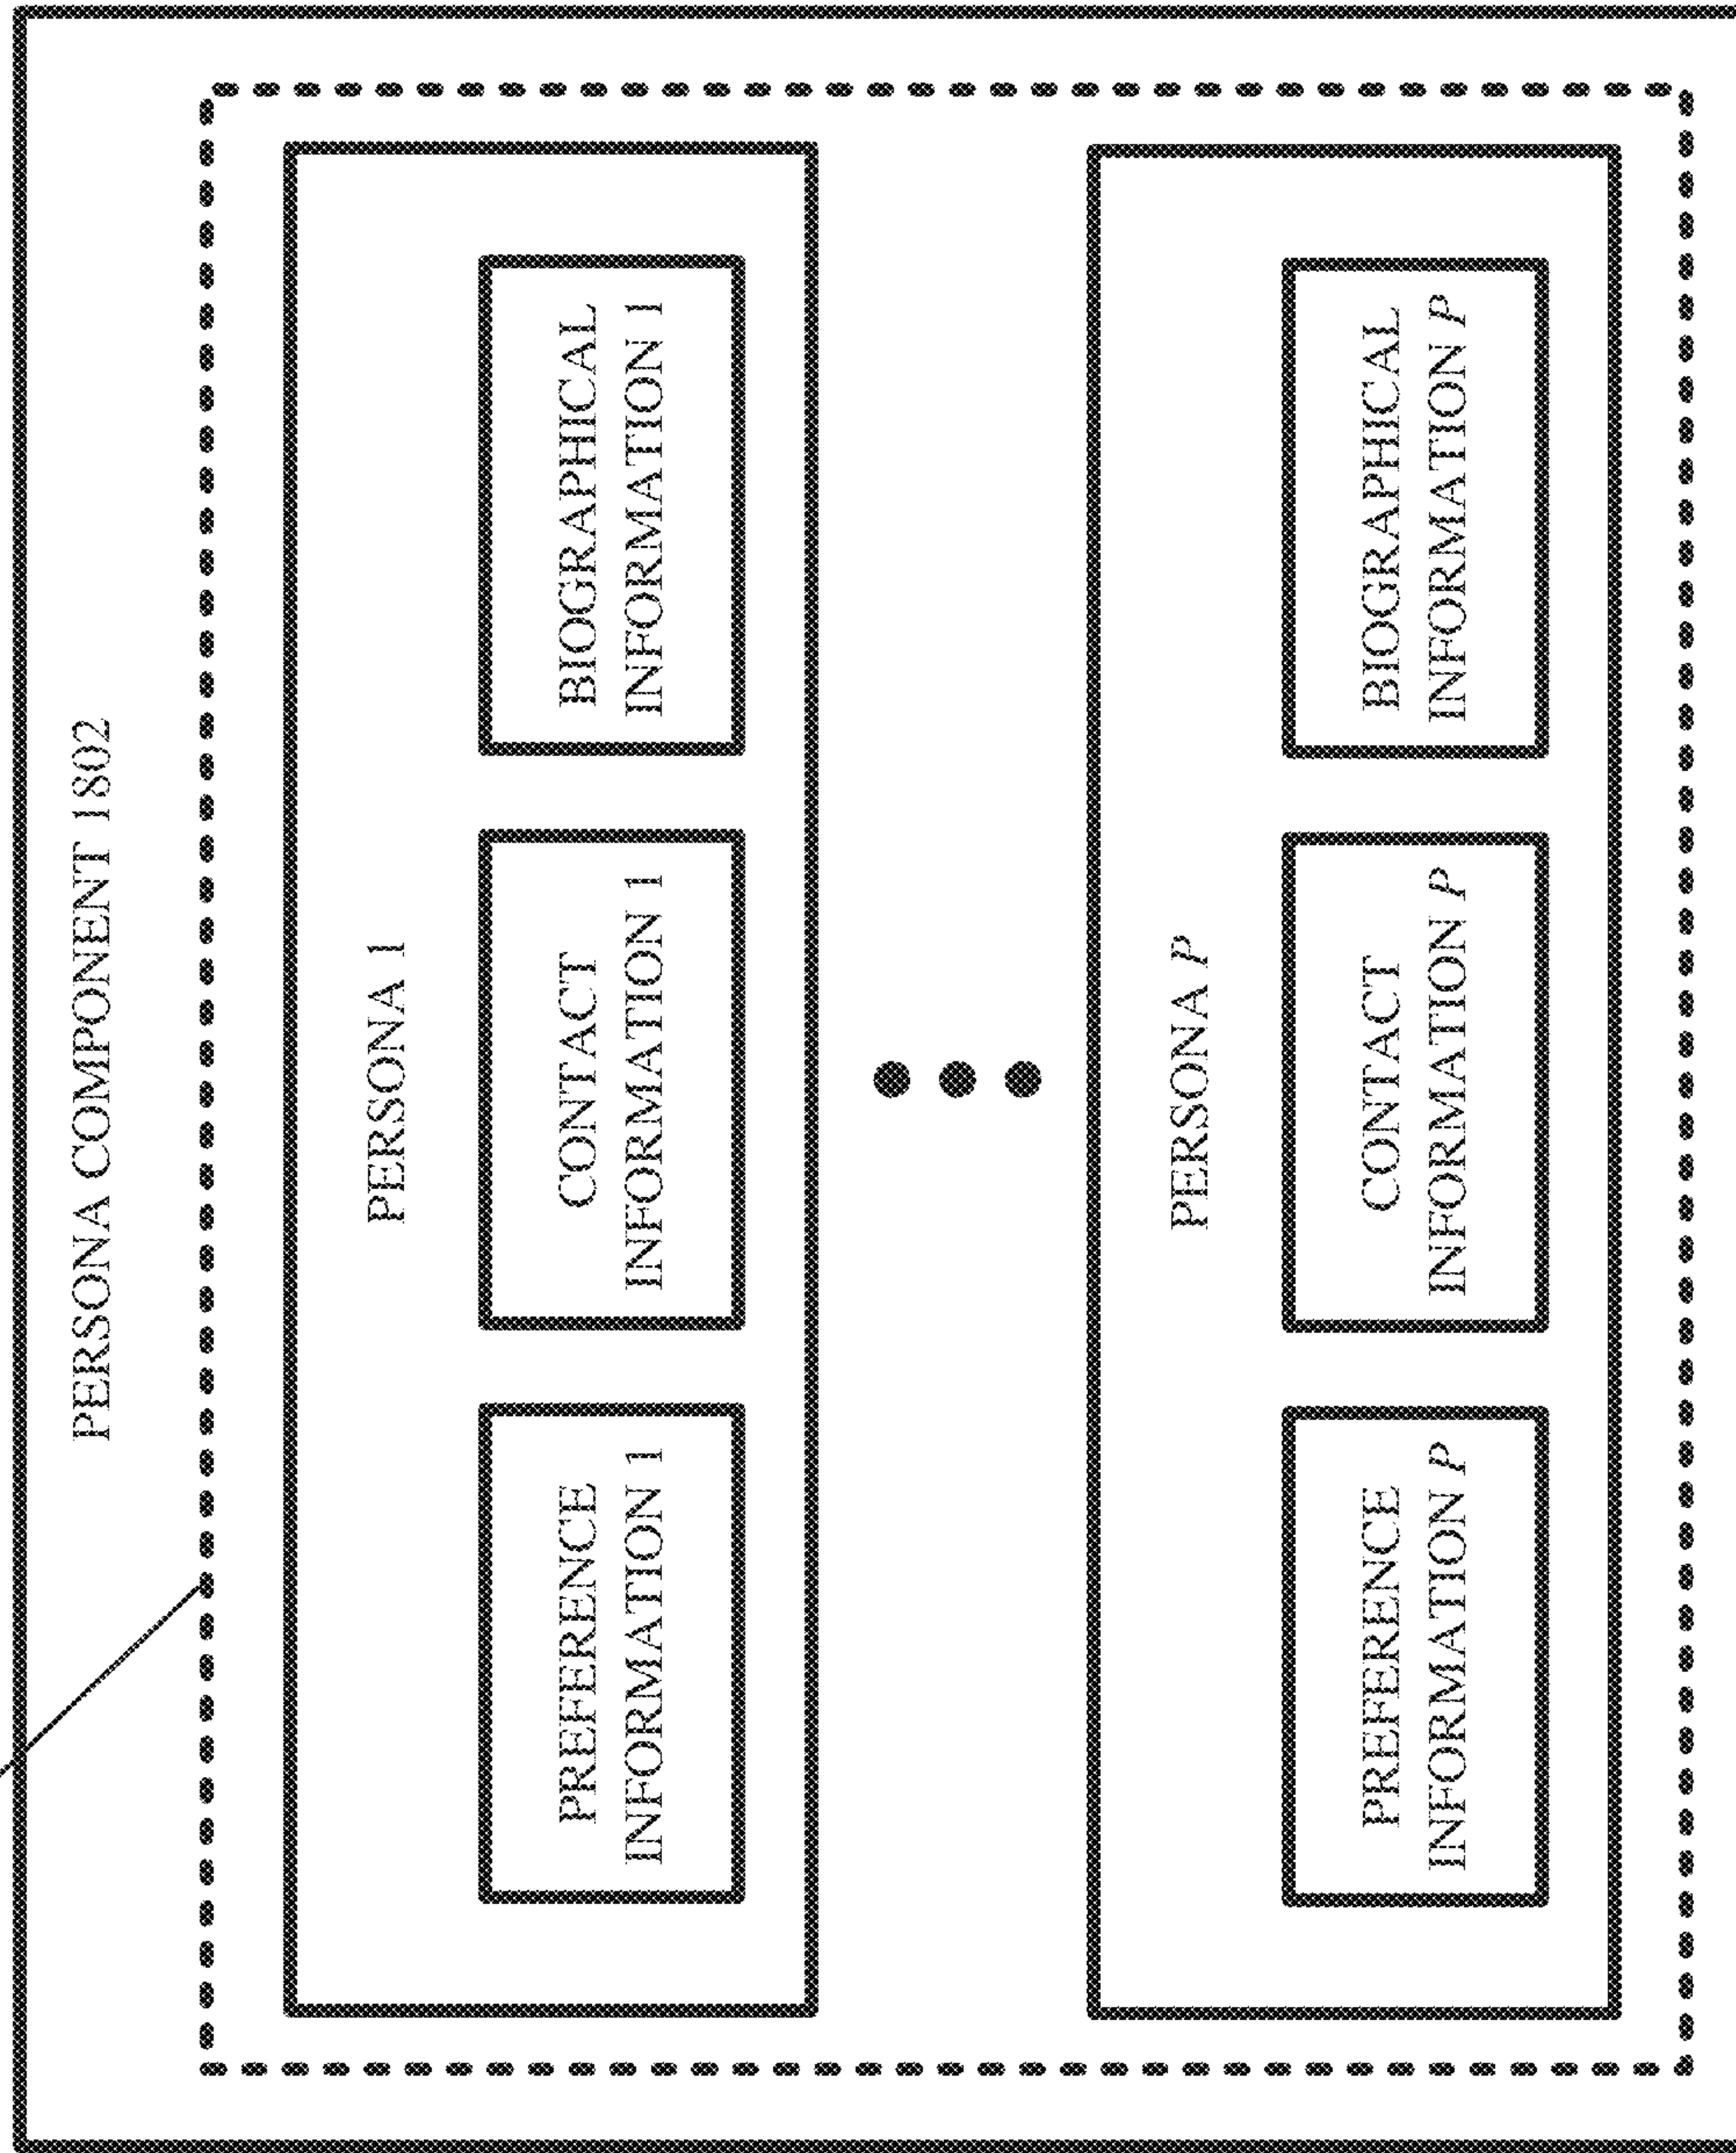 PERSONA COMPONENT 1802
PERSONA 1
PREFERENCE
INFORMATION 1
CONTACT
INFORMATION 1
BIOGRAPHICAL
INFORMATION 1
PERSONA P
PREFERENCE
INFORMATION P
CONTACT
INFORMATION P
BIOGRAPHICAL
INFORMATION P